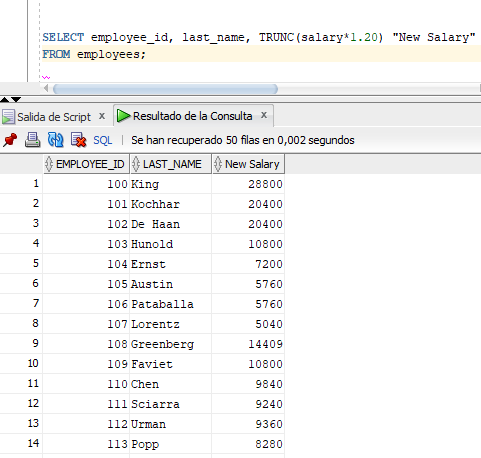 SELECT employee_id, last_name, TRUNC(salary*1.20) "New Salary"
FROM employees;
Salida de Script x Resultado de la Consulta x
SQL | Se han recuperado 50 filas en 0,002 segundos
EMPLOYEE_ID LAST_NAME New Salary
1 100 King 28800
2 101 Kochhar 20400
3 102 De Haan 20400
4 103 Hunold 10800
5 104 Ernst 7200
6 105 Austin 5760
7 106 Pataballa 5760
8 107 Lorentz 5040
9 108 Greenberg 14409
10 109 Faviet 10800
11 110 Chen 9840
12 111 Sciarra 9240
13 112 Urman 9360
14 113 Popp 8280